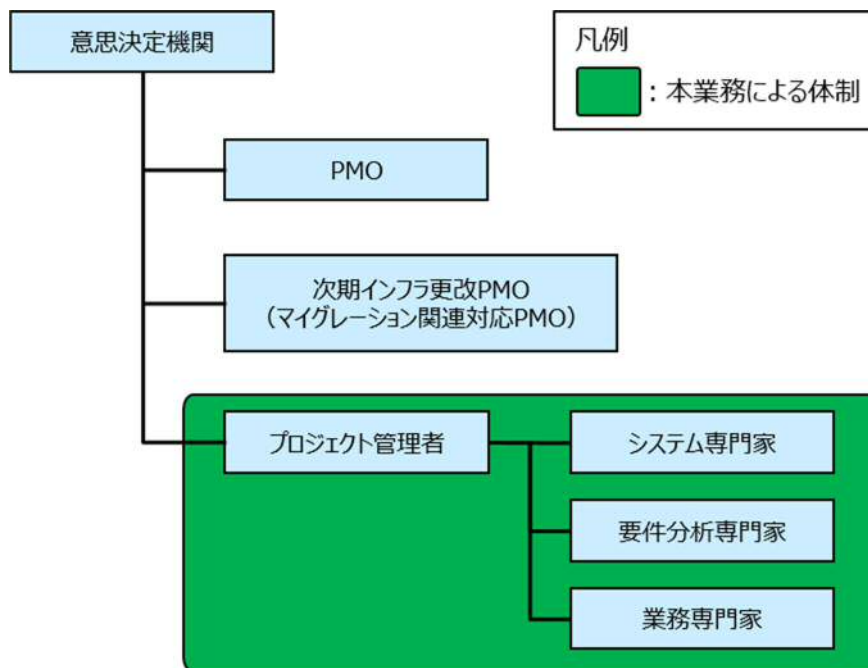 意思決定機関
凡例
：本業務による体制
PMO
次期インフラ更改PMO
（マイグレーション関連対応PMO）
プロジェクト管理者
システム専門家
要件分析専門家
業務専門家